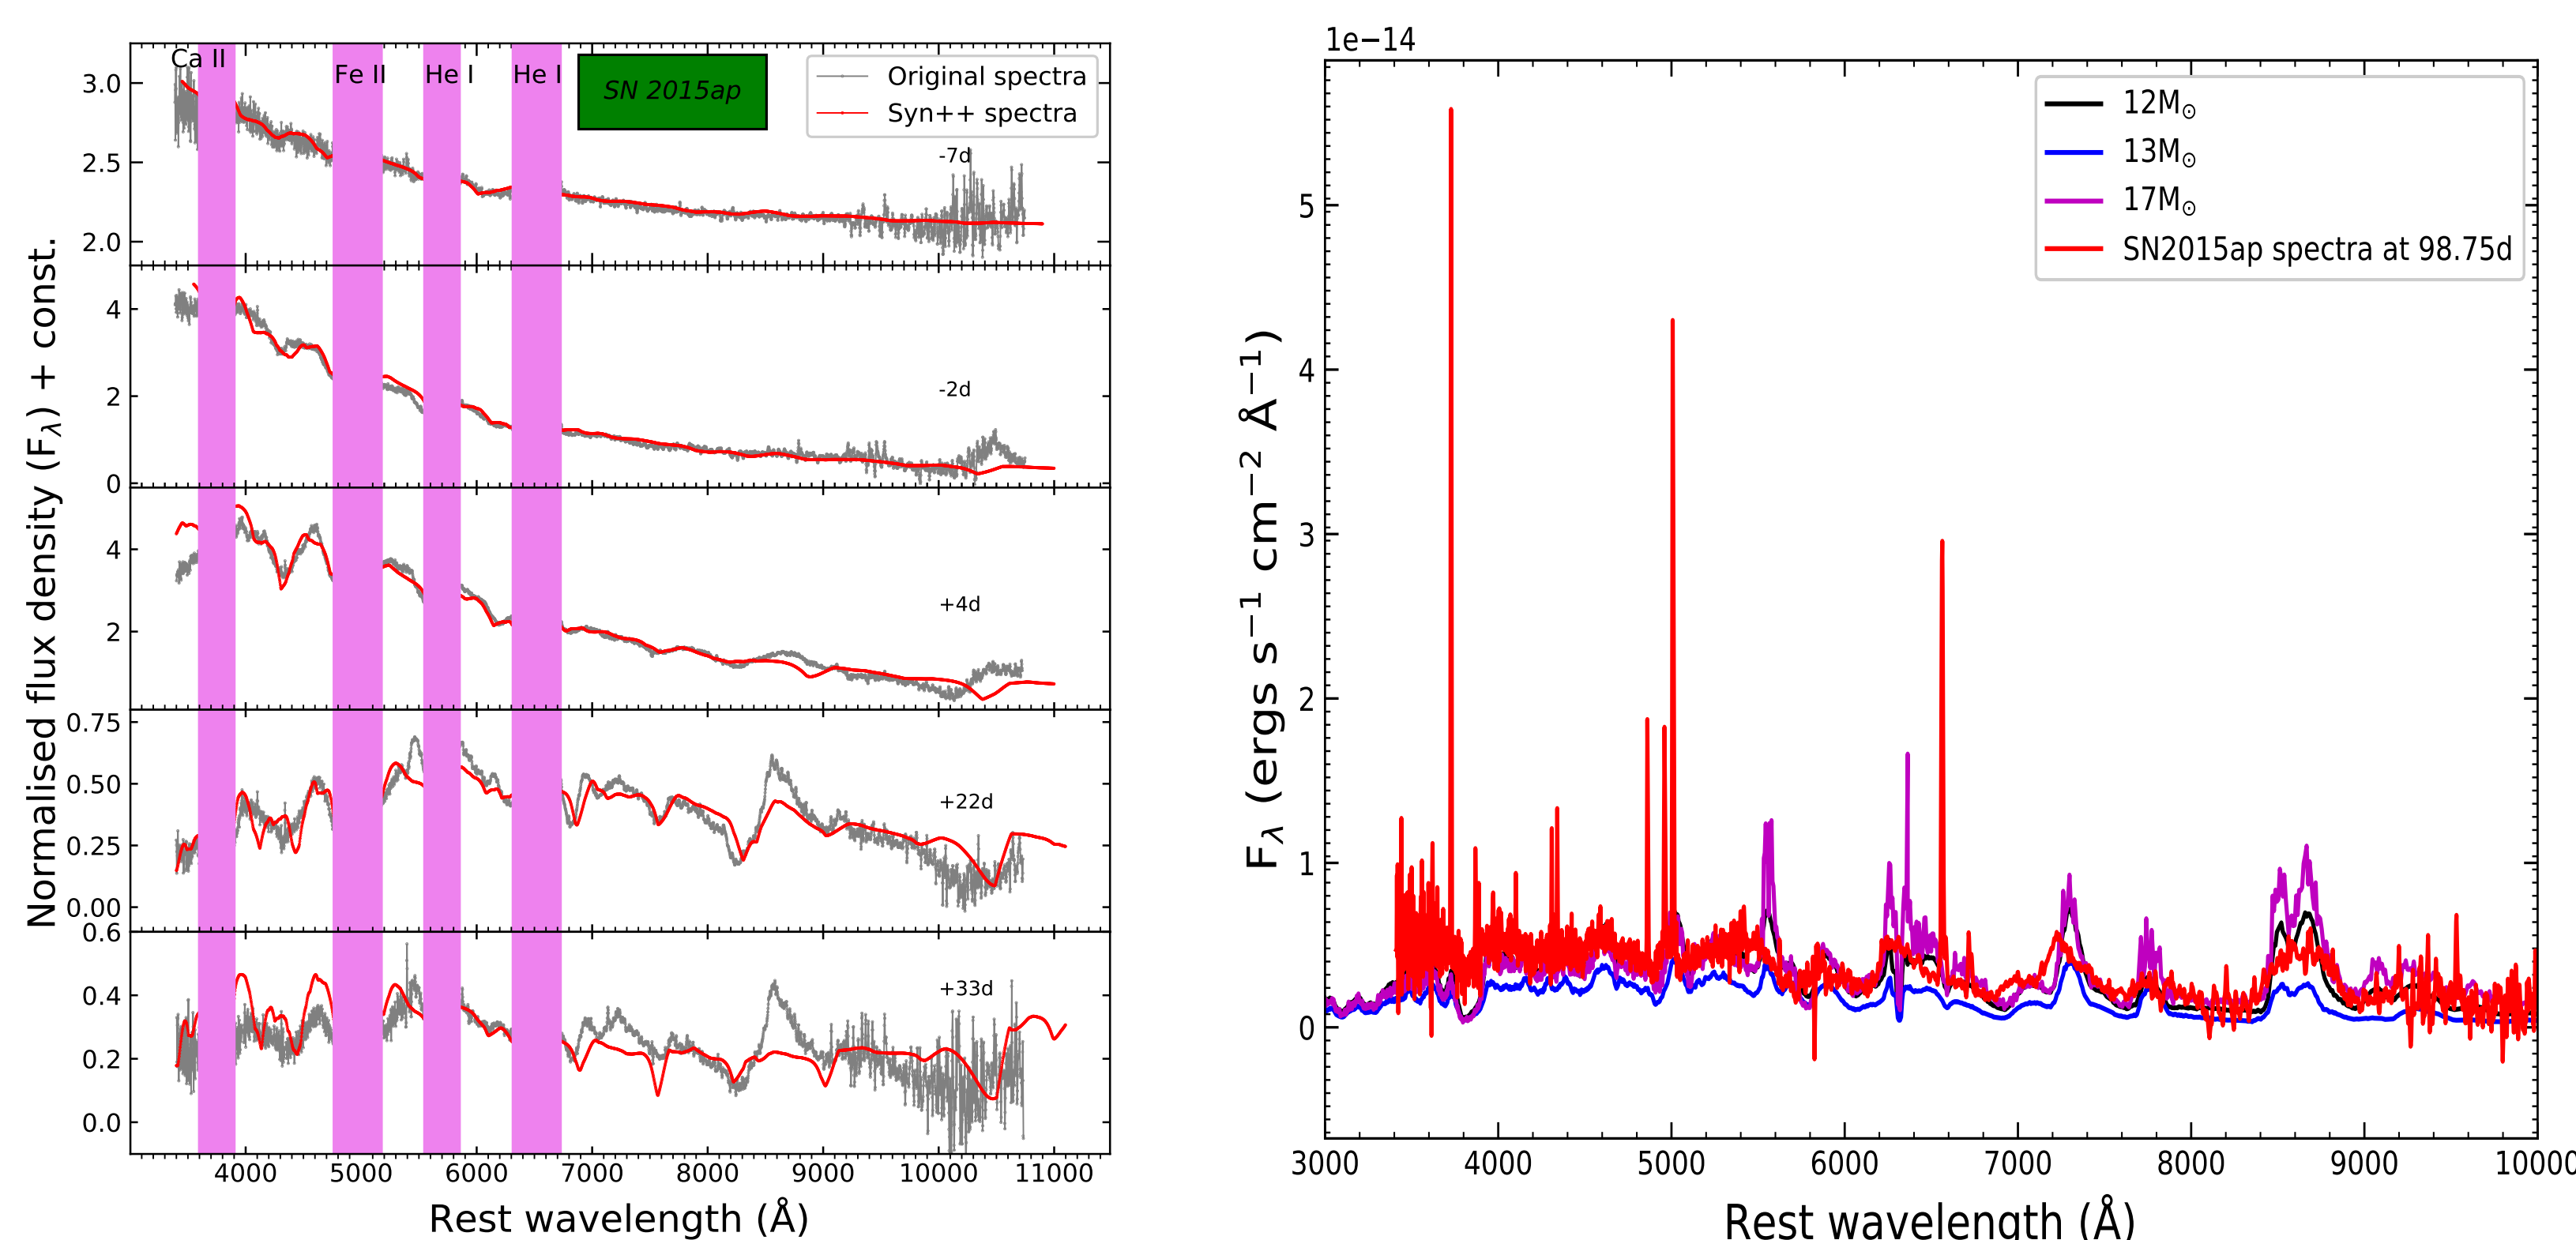 Ca II
Fe II
He I
He I
SN 2015ap
Original spectra
Syn++ spectra
-7d
3.0
2.5
2.0
-2d
4
2
0
+4d
4
2
+22d
0.75
0.50
0.25
0.00
+33d
0.6
0.4
0.2
0.0
Normalised flux density (Fλ) + const.
4000 5000 6000 7000 8000 9000 10000 11000
Rest wavelength (Å)
1e−14
12M⊙
13M⊙
17M⊙
SN2015ap spectra at 98.75d
5
4
3
2
1
0
Fλ (ergs s⁻¹ cm⁻² Å⁻¹)
3000 4000 5000 6000 7000 8000 9000 10000
Rest wavelength (Å)